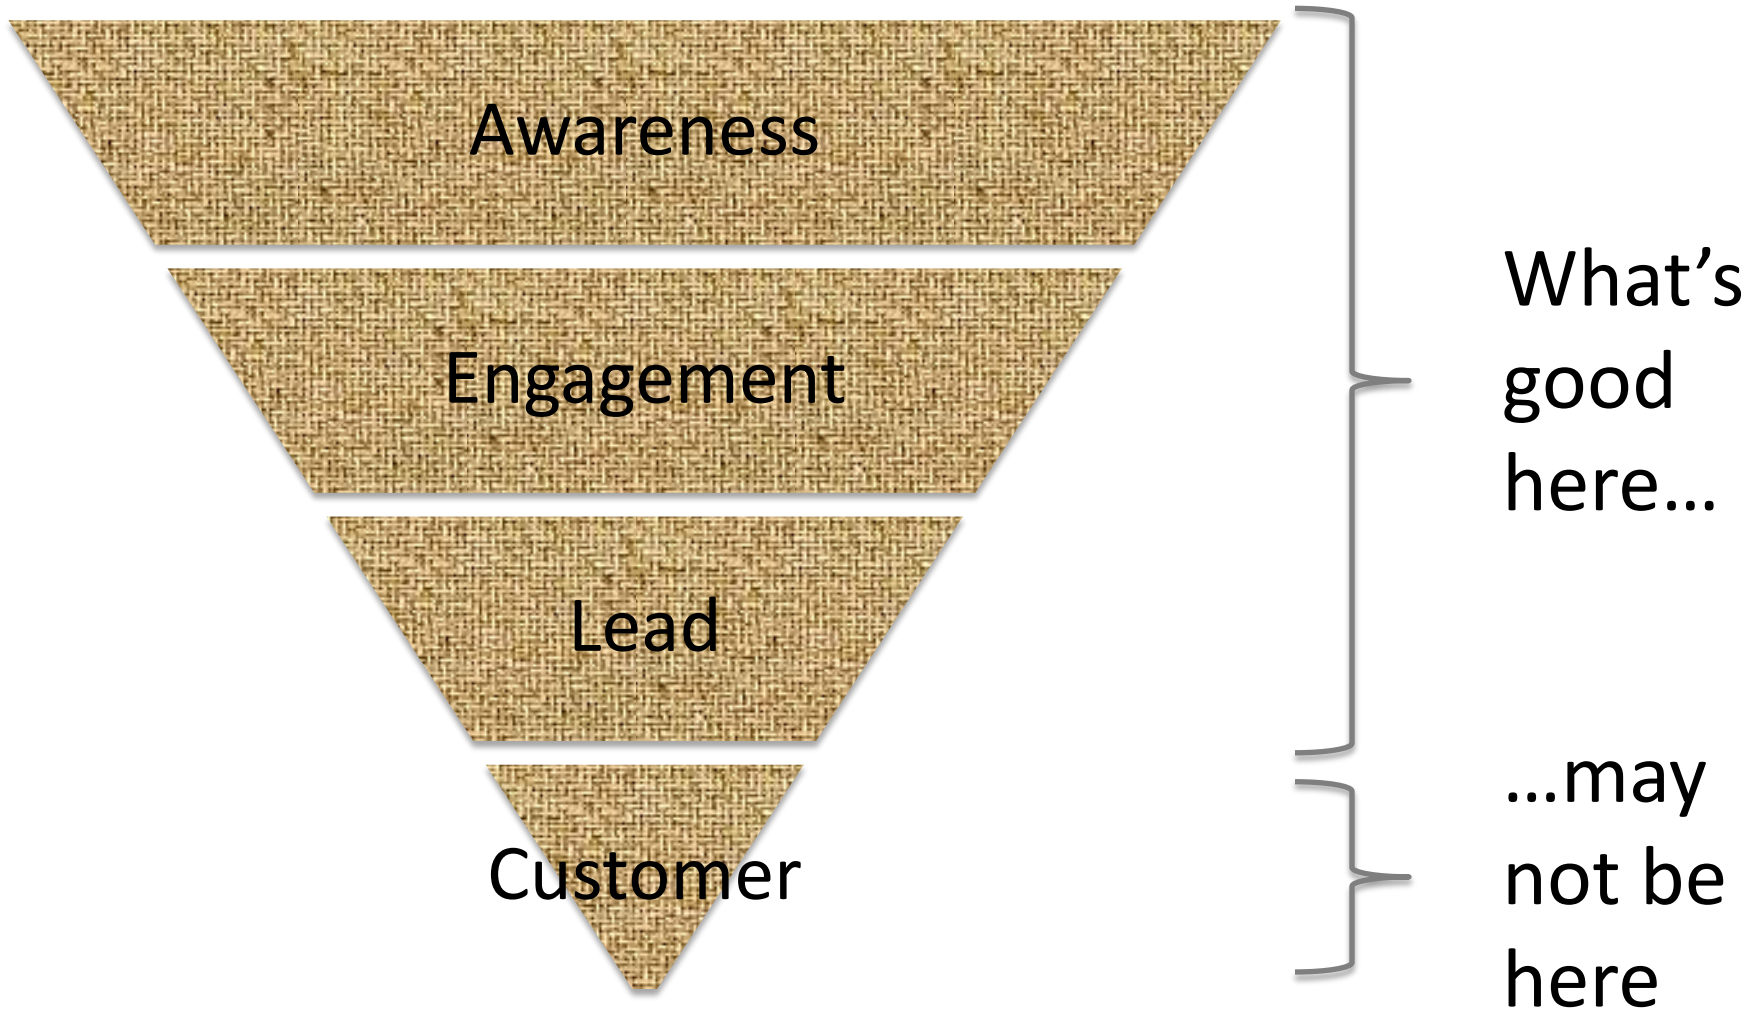 Awareness
Engagement
Lead
Customer
What’s
good
here…
…may
not be
here